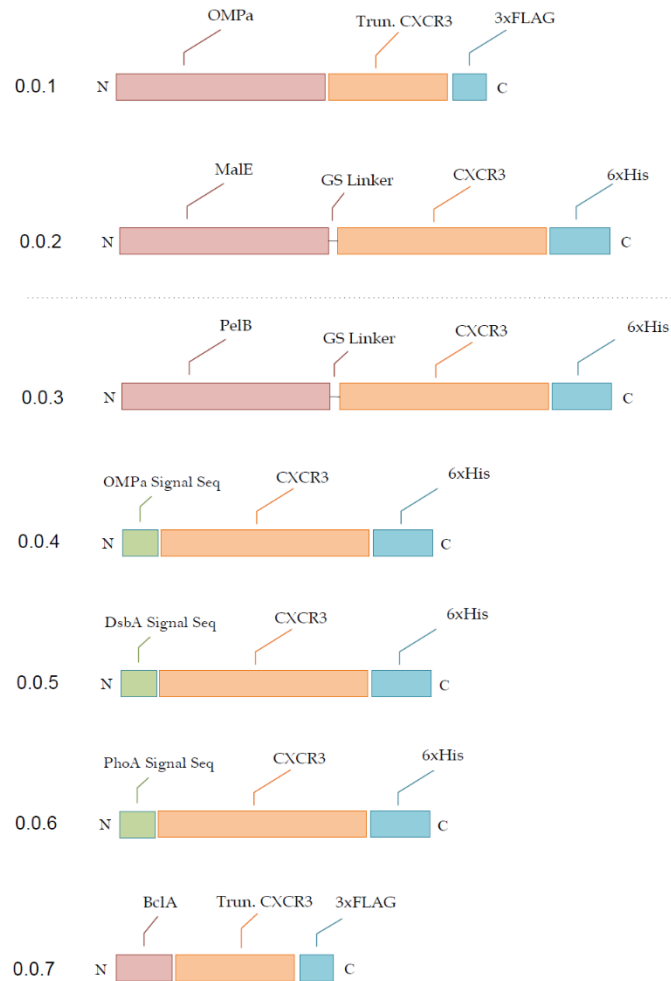 OMPa
Trun. CXCR3
3xFLAG
0.0.1
N
C
MalE
GS Linker
CXCR3
6xHis
0.0.2
N
C
PelB
GS Linker
CXCR3
6xHis
0.0.3
N
C
OMPa Signal Seq
CXCR3
6xHis
0.0.4
N
C
DsbA Signal Seq
CXCR3
6xHis
0.0.5
N
C
PhoA Signal Seq
CXCR3
6xHis
0.0.6
N
C
BclA
Trun. CXCR3
3xFLAG
0.0.7
N
C